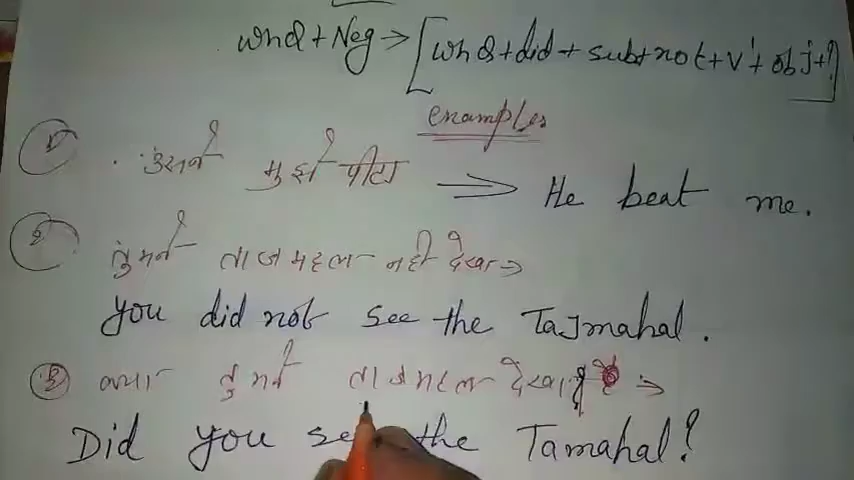 whQ + Neg → [whQ + did + sub + not + V¹ + obj + ?]
examples
① उसने मुझे पीटा ⇒ He beat me.
② तुमने ताजमहल नहीं देखा →
You did not see the Tajmahal.
③ क्या तुमने ताजमहल देखा ? ⇒
Did you see the Tamahal?